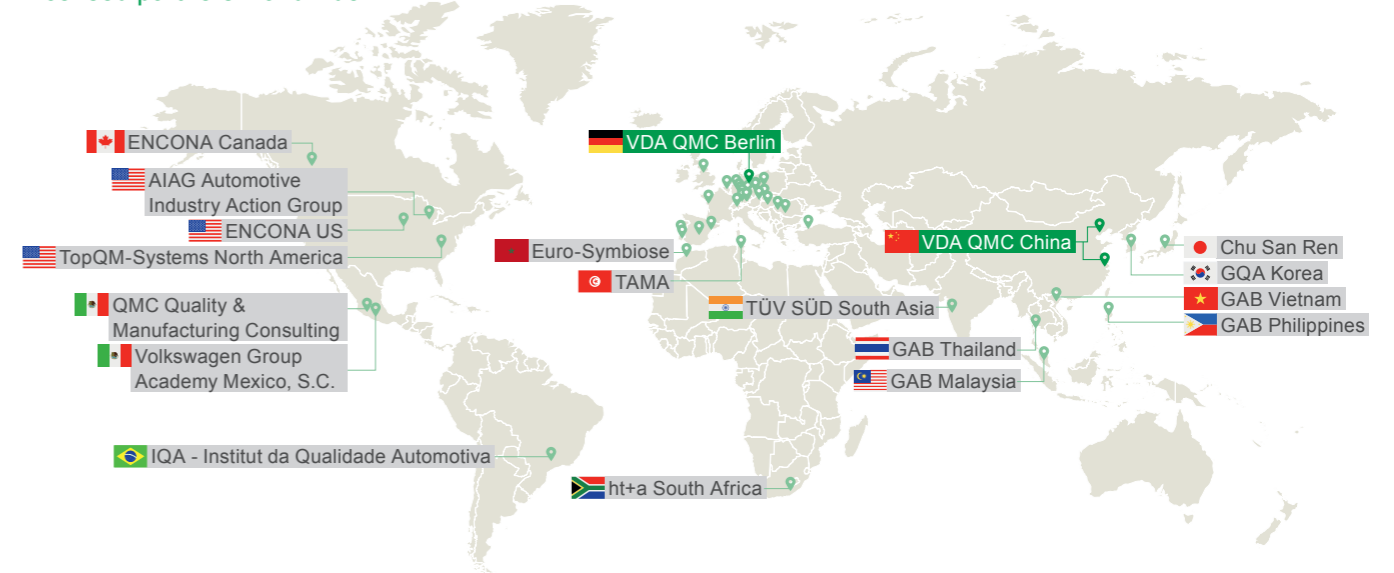 ENCONA Canada
AIAG Automotive
Industry Action Group
ENCONA US
TopQM-Systems North America
QMC Quality &
Manufacturing Consulting
Volkswagen Group
Academy Mexico, S.C.
IQA - Institut da Qualidade Automotiva
VDA QMC Berlin
Euro-Symbiose
TAMA
TÜV SÜD South Asia
ht+a South Africa
VDA QMC China
GAB Thailand
GAB Malaysia
Chu San Ren
GQA Korea
GAB Vietnam
GAB Philippines